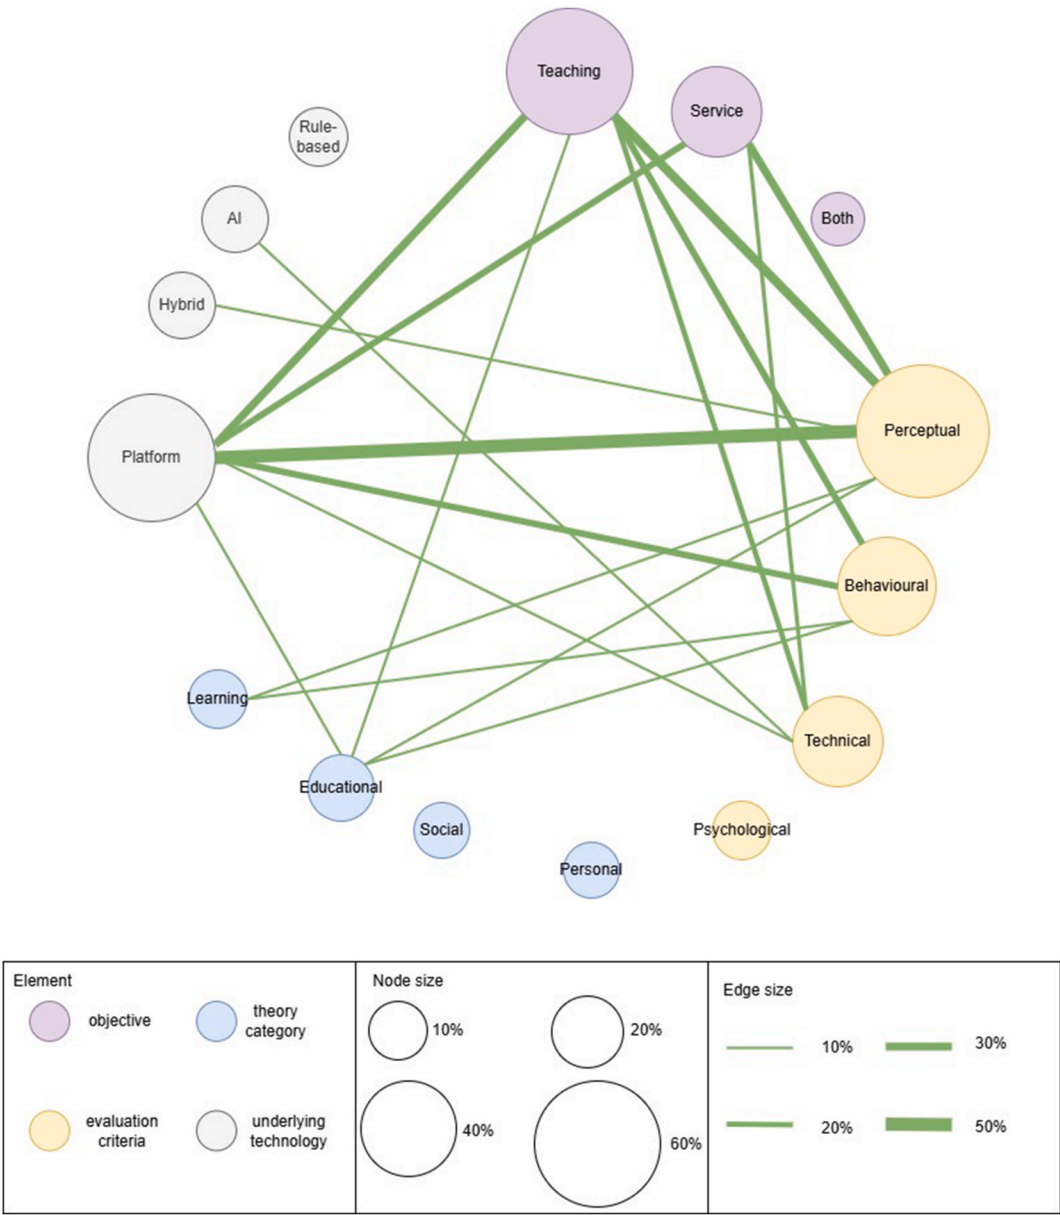 Teaching
Service
Rule-
based
Both
AI
Hybrid
Perceptual
Platform
Behavioural
Learning
Technical
Educational
Social
Psychological
Personal
Element
objective
theory
category
evaluation
criteria
underlying
technology
Node size
10%
20%
40%
60%
Edge size
10%
30%
20%
50%